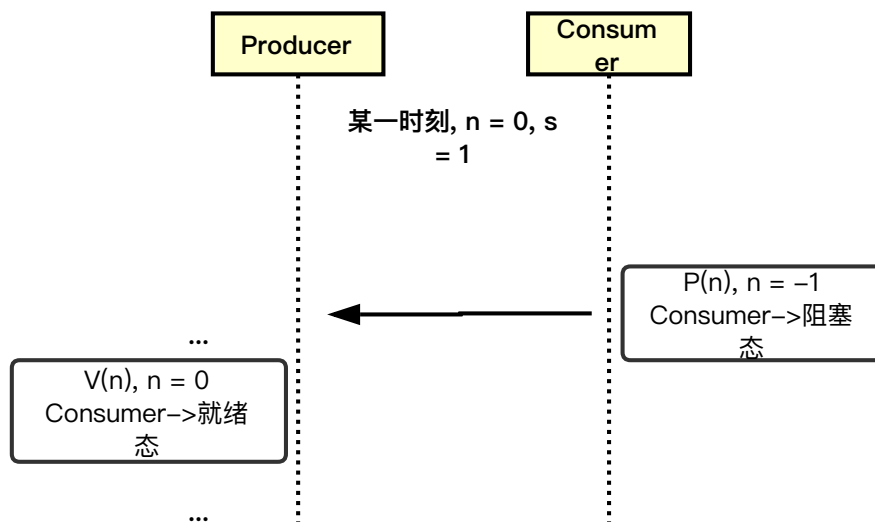 Producer
Consum
er
某一时刻, n = 0, s
= 1
P(n), n = –1
Consumer–>阻塞
态
...
V(n), n = 0
Consumer–>就绪
态
...